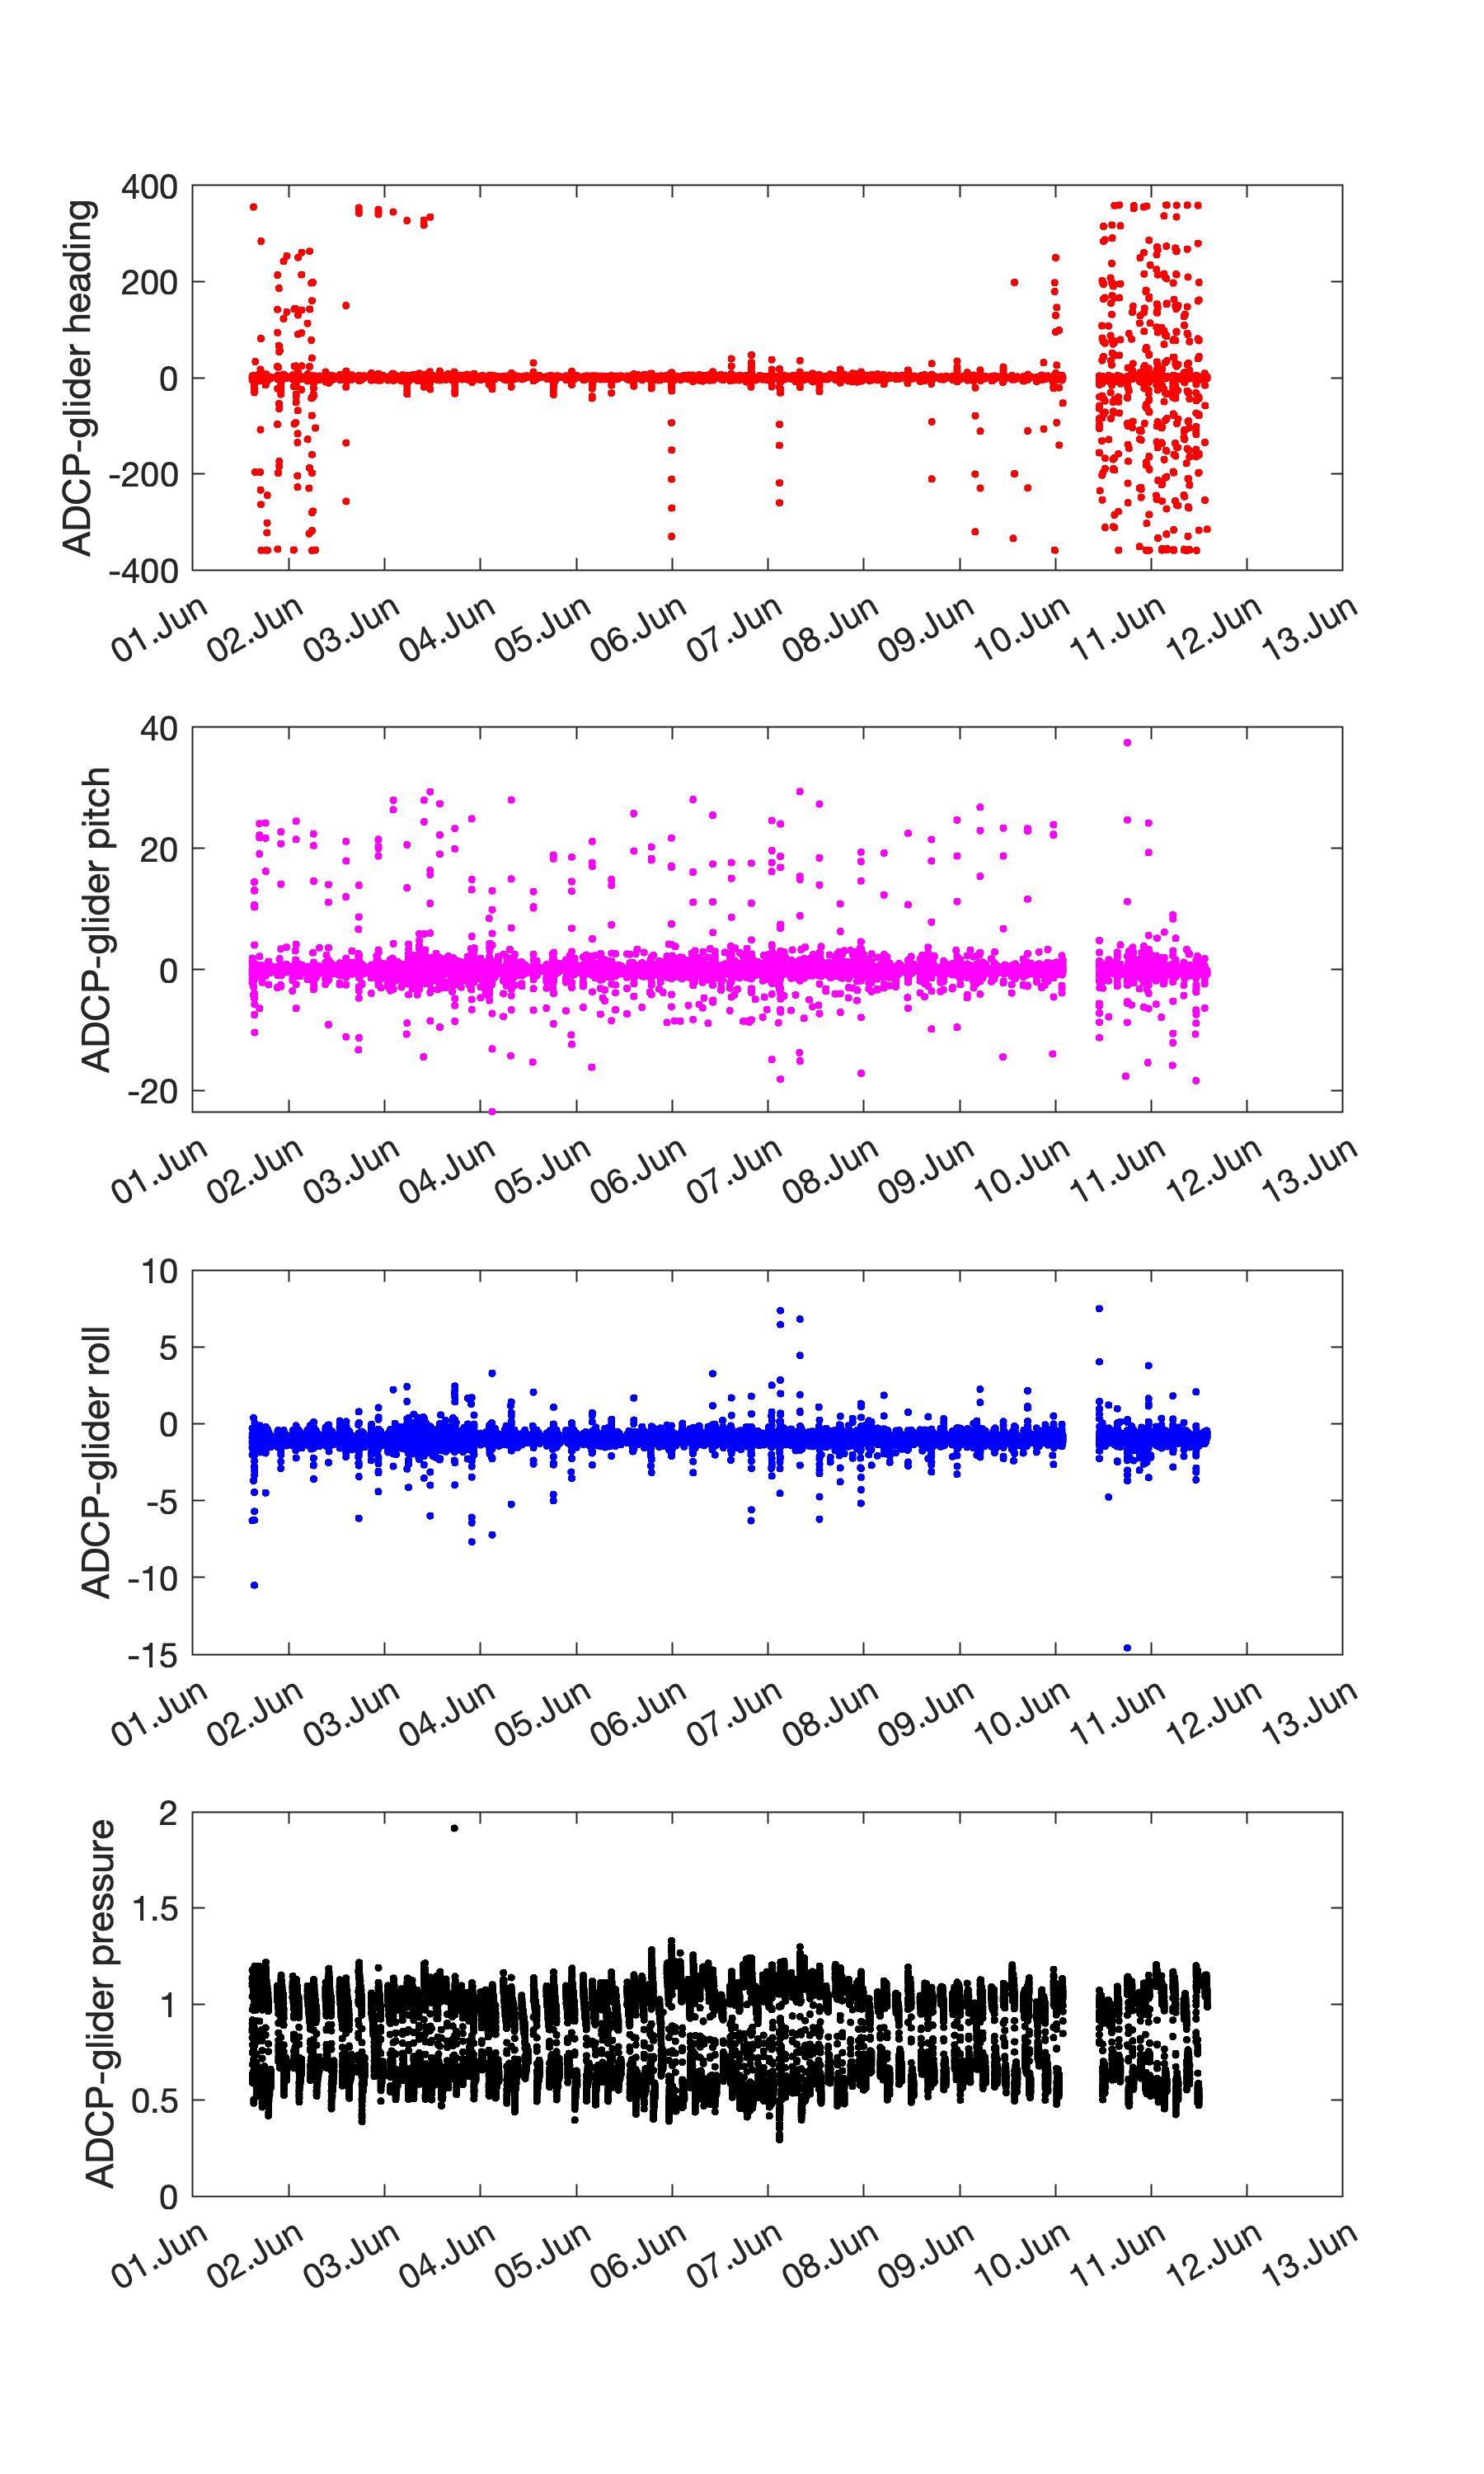 ADCP-glider heading
400
200
0
-200
-400
01.Jun 02.Jun 03.Jun 04.Jun 05.Jun 06.Jun 07.Jun 08.Jun 09.Jun 10.Jun 11.Jun 12.Jun 13.Jun
ADCP-glider pitch
40
20
0
-20
01.Jun 02.Jun 03.Jun 04.Jun 05.Jun 06.Jun 07.Jun 08.Jun 09.Jun 10.Jun 11.Jun 12.Jun 13.Jun
ADCP-glider roll
10
5
0
-5
-10
-15
01.Jun 02.Jun 03.Jun 04.Jun 05.Jun 06.Jun 07.Jun 08.Jun 09.Jun 10.Jun 11.Jun 12.Jun 13.Jun
ADCP-glider pressure
2
1.5
1
0.5
0
01.Jun 02.Jun 03.Jun 04.Jun 05.Jun 06.Jun 07.Jun 08.Jun 09.Jun 10.Jun 11.Jun 12.Jun 13.Jun